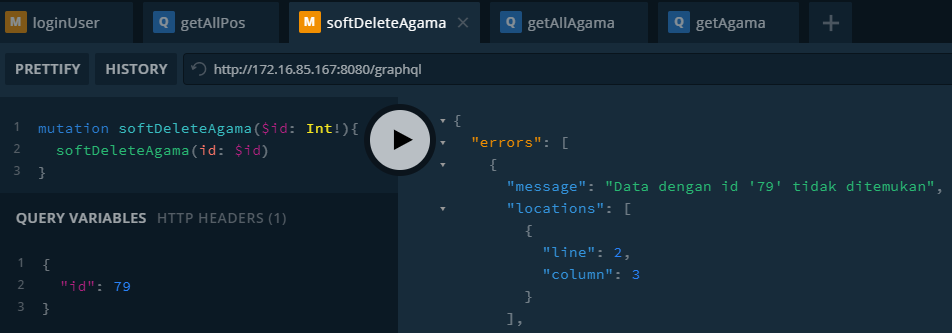 M loginUser
Q getAllPos
M softDeleteAgama ×
Q getAllAgama
Q getAgama
+
PRETTIFY
HISTORY
http://172.16.85.167:8080/graphql
1 mutation softDeleteAgama($id: Int!){
2 softDeleteAgama(id: $id)
3 }
QUERY VARIABLES HTTP HEADERS (1)
1 {
2 "id": 79
3 }
{
"errors": [
{
"message": "Data dengan id '79' tidak ditemukan",
"locations": [
{
"line": 2,
"column": 3
}
],